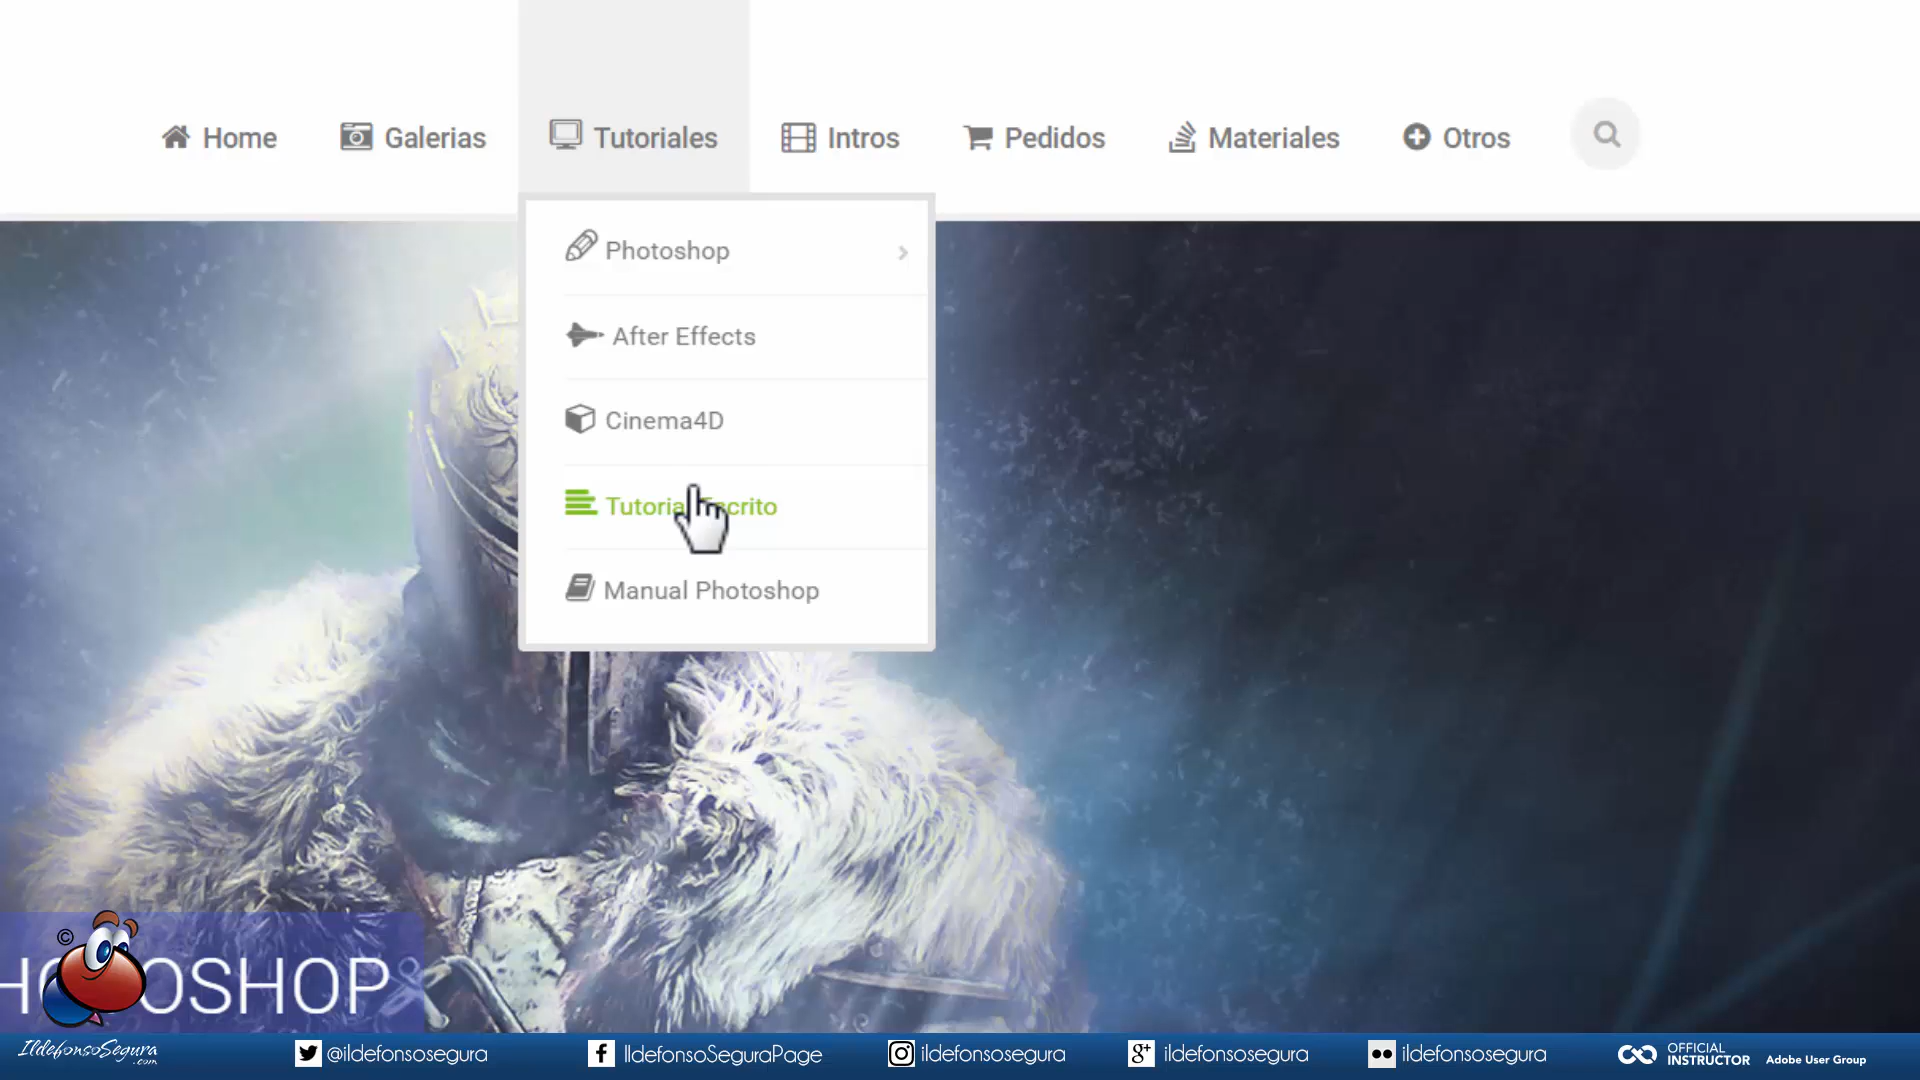 Home Galerias Tutoriales Intros Pedidos Materiales Otros
Photoshop
After Effects
Cinema4D
Manual Photoshop
©
OSHOP
IldefonsoSegura
.com
@ildefonsosegura
IldefonsoSeguraPage
ildefonsosegura
g+ ildefonsosegura
ildefonsosegura
OFFICIAL
INSTRUCTOR
Adobe User Group